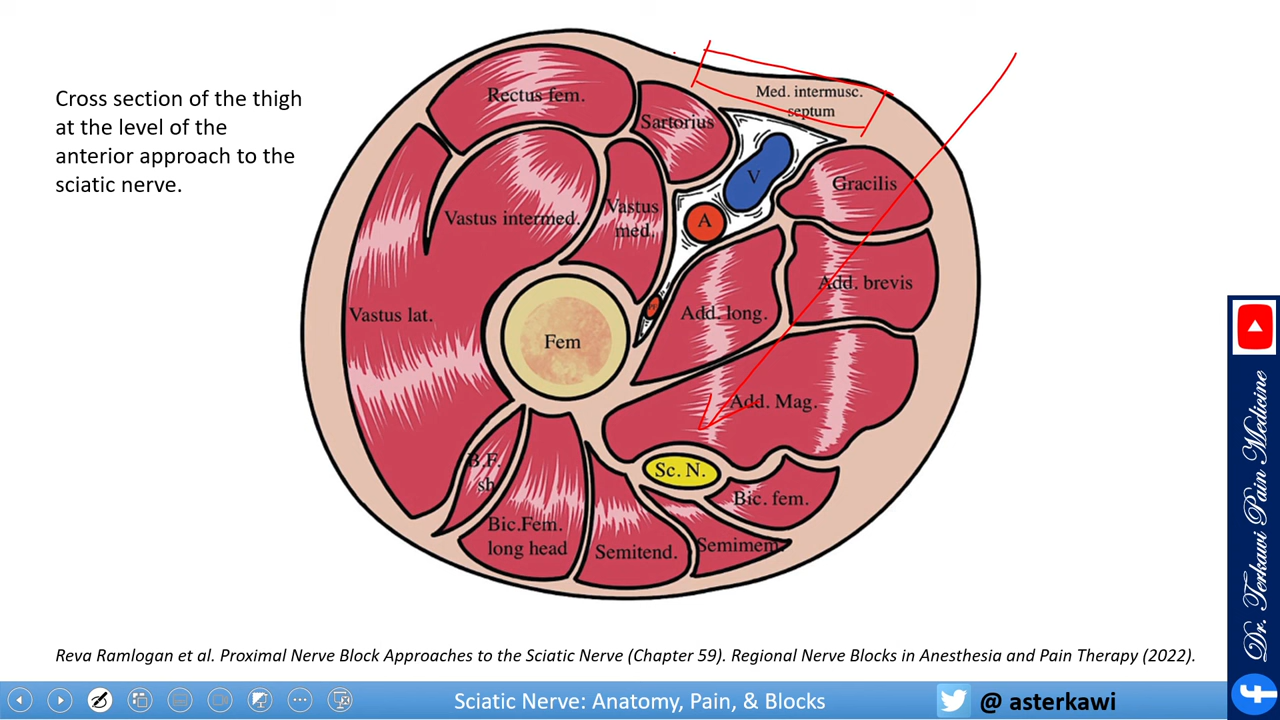 Cross section of the thigh
at the level of the
anterior approach to the
sciatic nerve.
Rectus fem.
Sartorius
Med. intermusc.
septum
V
Gracilis
Vastus intermed.
Vastus
med.
A
Add. brevis
Vastus lat.
Add. long.
Fem
Add. Mag.
B.F.
sh
Sc. N.
Bic. fem.
Bic.Fem.
long head
Semitend.
Semimem.
Reva Ramlogan et al. Proximal Nerve Block Approaches to the Sciatic Nerve (Chapter 59). Regional Nerve Blocks in Anesthesia and Pain Therapy (2022).
Sciatic Nerve: Anatomy, Pain, & Blocks
@ asterkawi
Dr. Terkawi Pain Medicine